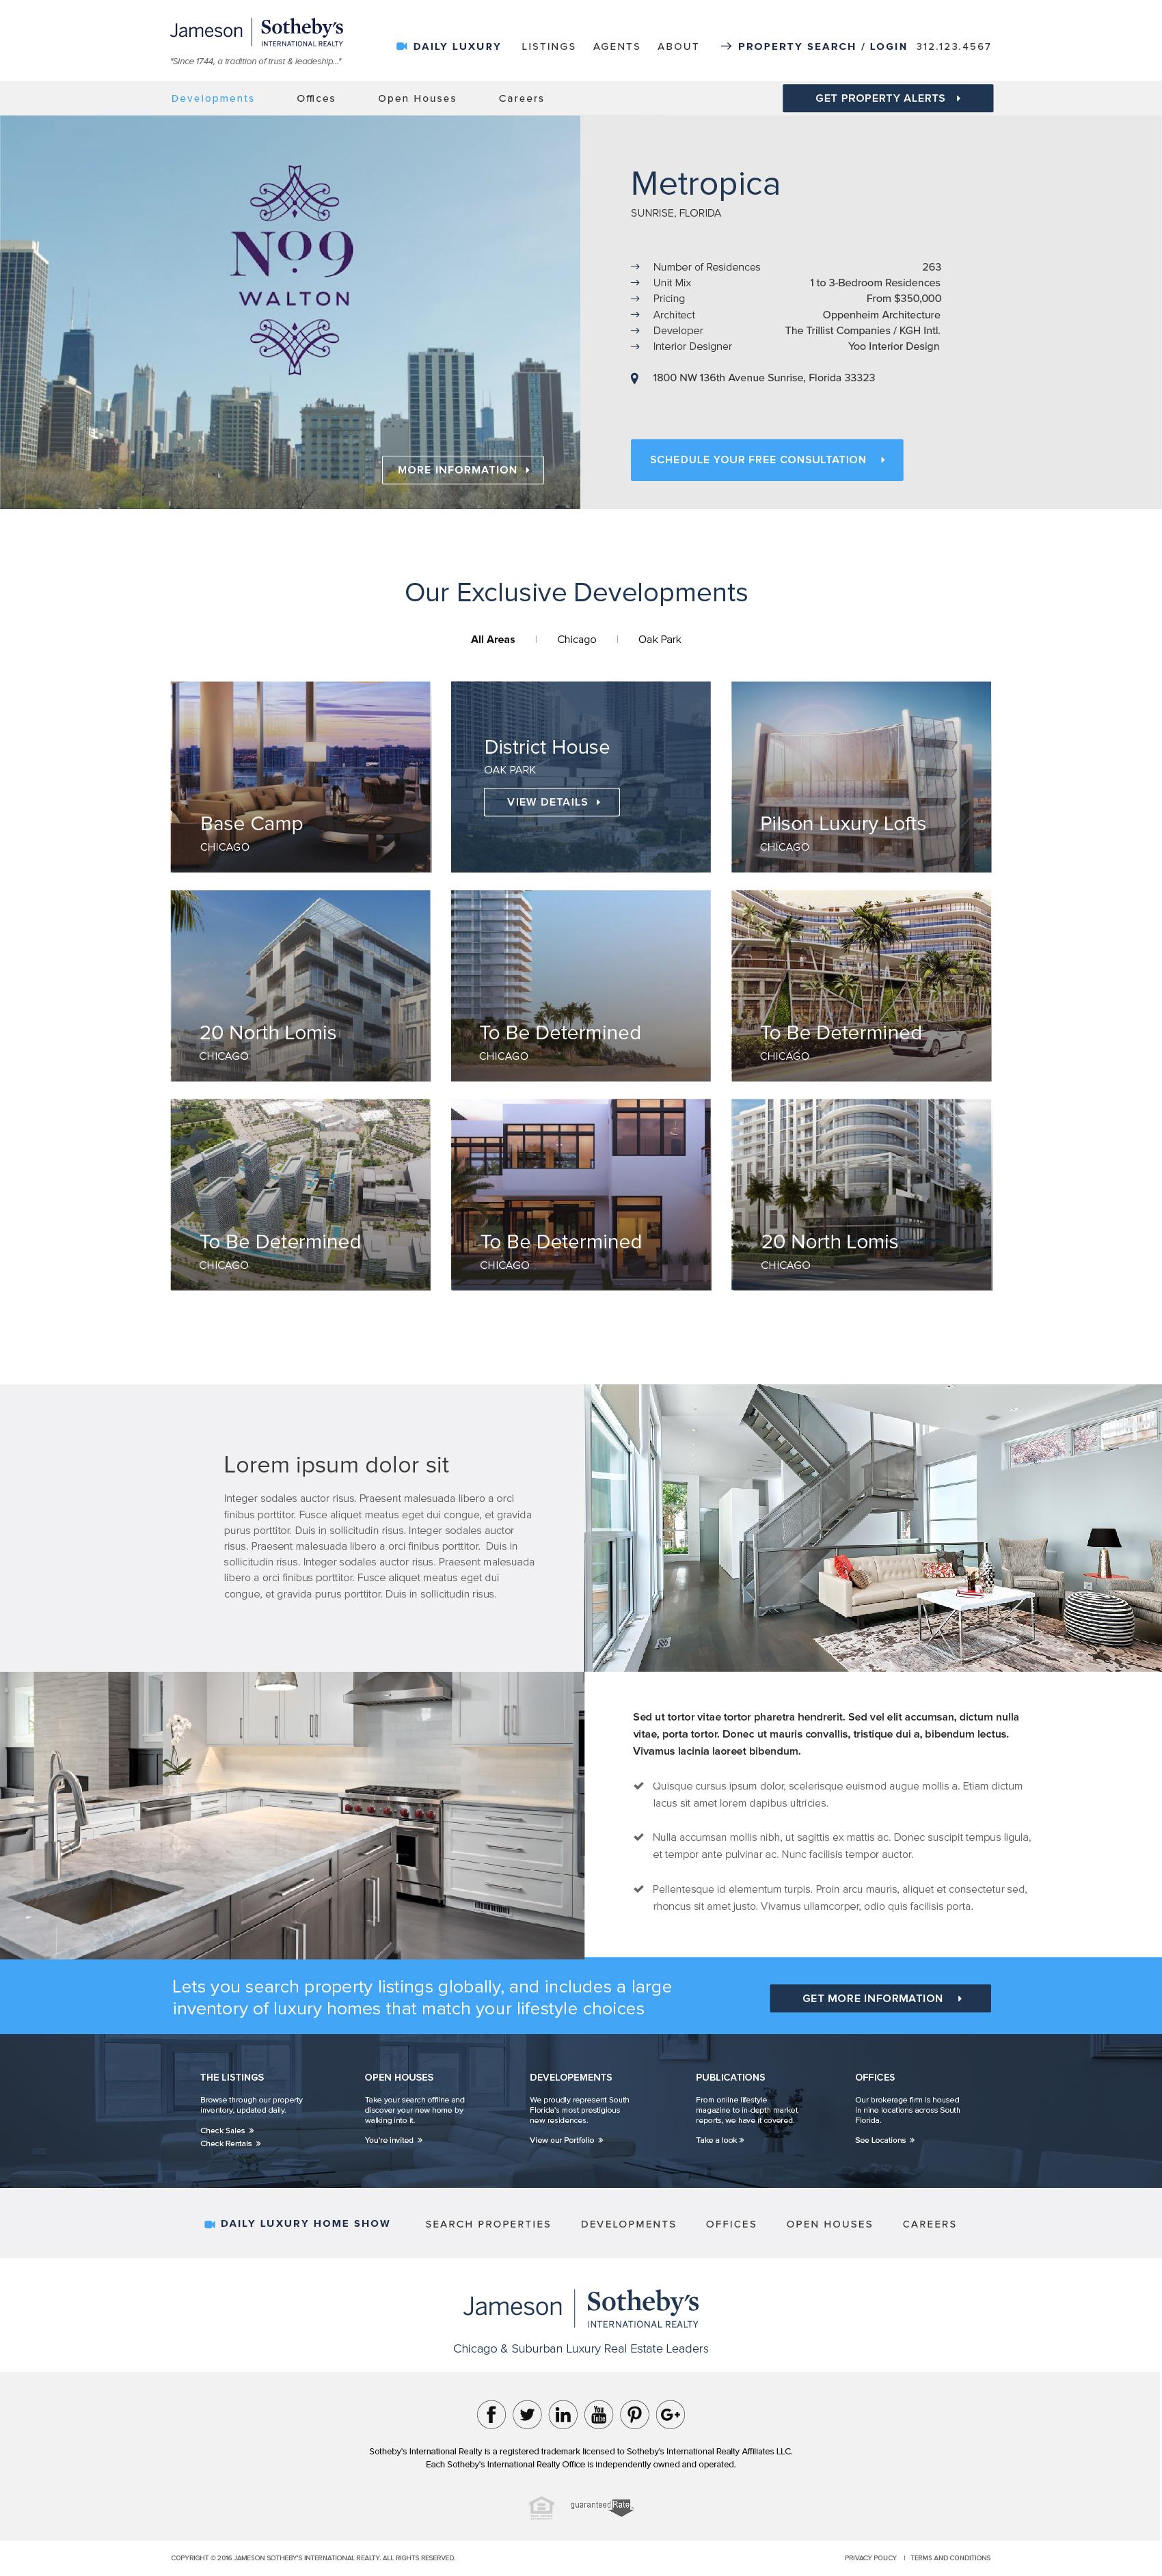 Jameson | Sotheby's
INTERNATIONAL REALTY
"Since 1744, a tradition of trust & leadeship..."
DAILY LUXURY LISTINGS AGENTS ABOUT PROPERTY SEARCH / LOGIN 312.123.4567
Developments Offices Open Houses Careers GET PROPERTY ALERTS
No.9
WALTON
MORE INFORMATION
Metropica
SUNRISE, FLORIDA
Number of Residences 263
Unit Mix 1 to 3-Bedroom Residences
Pricing From $350,000
Architect Oppenheim Architecture
Developer The Trillist Companies / KGH Intl.
Interior Designer Yoo Interior Design
1800 NW 136th Avenue Sunrise, Florida 33323
SCHEDULE YOUR FREE CONSULTATION
Our Exclusive Developments
All Areas | Chicago | Oak Park
Base Camp
CHICAGO
District House
OAK PARK
VIEW DETAILS
Pilson Luxury Lofts
CHICAGO
20 North Lomis
CHICAGO
To Be Determined
CHICAGO
To Be Determined
CHICAGO
To Be Determined
CHICAGO
To Be Determined
CHICAGO
20 North Lomis
CHICAGO
Lorem ipsum dolor sit
Integer sodales auctor risus. Praesent malesuada libero a orci
finibus porttitor. Fusce aliquet meatus eget dui congue, et gravida
purus porttitor. Duis in sollicitudin risus. Integer sodales auctor
risus. Praesent malesuada libero a orci finibus porttitor. Duis in
sollicitudin risus. Integer sodales auctor risus. Praesent malesuada
libero a orci finibus porttitor. Fusce aliquet meatus eget dui
congue, et gravida purus porttitor. Duis in sollicitudin risus.
Sed ut tortor vitae tortor pharetra hendrerit. Sed vel elit accumsan, dictum nulla
vitae, porta tortor. Donec ut mauris convallis, tristique dui a, bibendum lectus.
Vivamus lacinia laoreet bibendum.
Quisque cursus ipsum dolor, scelerisque euismod augue mollis a. Etiam dictum
lacus sit amet lorem dapibus ultricies.
Nulla accumsan mollis nibh, ut sagittis ex mattis ac. Donec suscipit tempus ligula,
et tempor ante pulvinar ac. Nunc facilisis tempor auctor.
Pellentesque id elementum turpis. Proin arcu mauris, aliquet et consectetur sed,
rhoncus sit amet justo. Vivamus ullamcorper, odio quis facilisis porta.
Lets you search property listings globally, and includes a large
inventory of luxury homes that match your lifestyle choices
GET MORE INFORMATION
THE LISTINGS
Browse through our property
inventory, updated daily.
Check Sales »
Check Rentals »
OPEN HOUSES
Take your search offline and
discover your new home by
walking into it.
You're invited »
DEVELOPEMENTS
We proudly represent South
Florida's most prestigious
new residences.
View our Portfolio »
PUBLICATIONS
From online lifestyle
magazine to in-depth market
reports, we have it covered.
Take a look »
OFFICES
Our brokerage firm is housed
in nine locations across South
Florida.
See Locations »
DAILY LUXURY HOME SHOW SEARCH PROPERTIES DEVELOPMENTS OFFICES OPEN HOUSES CAREERS
Jameson | Sotheby's
INTERNATIONAL REALTY
Chicago & Suburban Luxury Real Estate Leaders
f in You Tube G+
Sotheby's International Realty is a registered trademark licensed to Sotheby's International Realty Affiliates LLC.
Each Sotheby's International Realty Office is independently owned and operated.
guaranteed Rate
COPYRIGHT © 2016 JAMESON SOTHEBY'S INTERNATIONAL REALTY. ALL RIGHTS RESERVED. PRIVACY POLICY | TERMS AND CONDITIONS